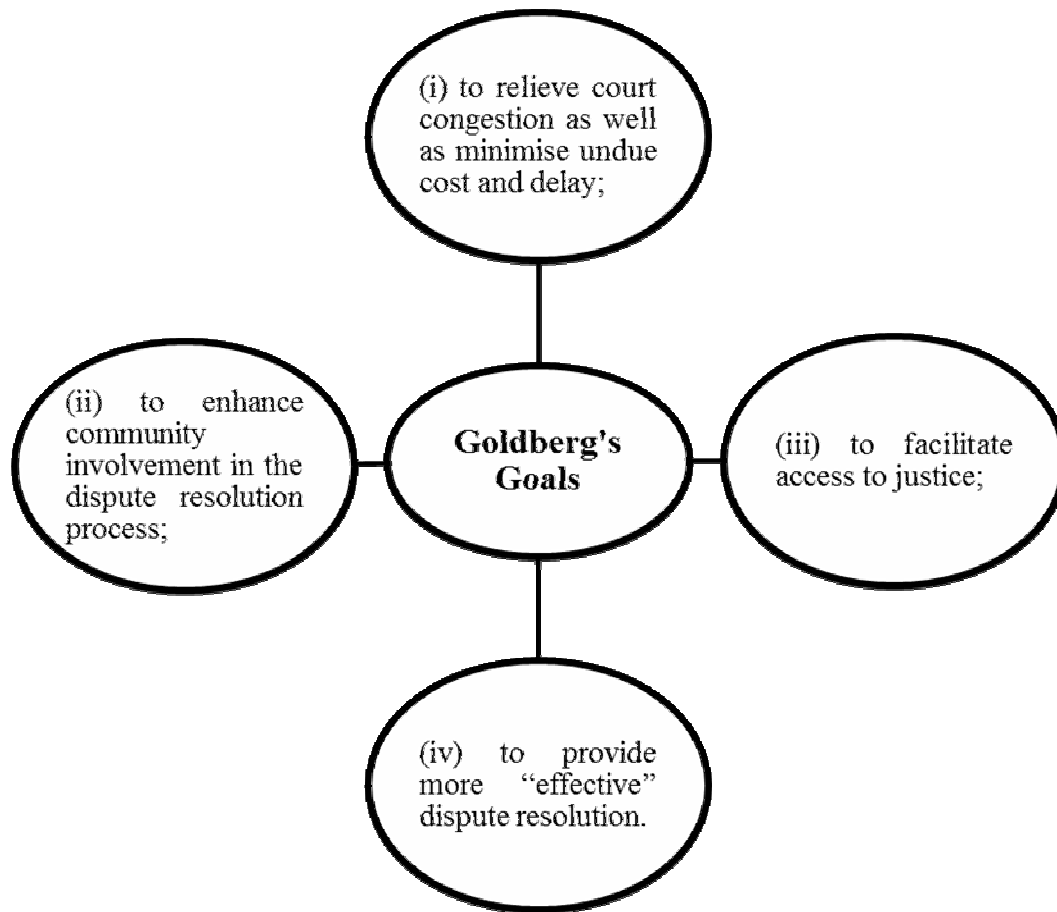 (i) to relieve court
congestion as well
as minimise undue
cost and delay;
(ii) to enhance
community
involvement in the
dispute resolution
process;
Goldberg's
Goals
(iii) to facilitate
access to justice;
(iv) to provide
more “effective”
dispute resolution.